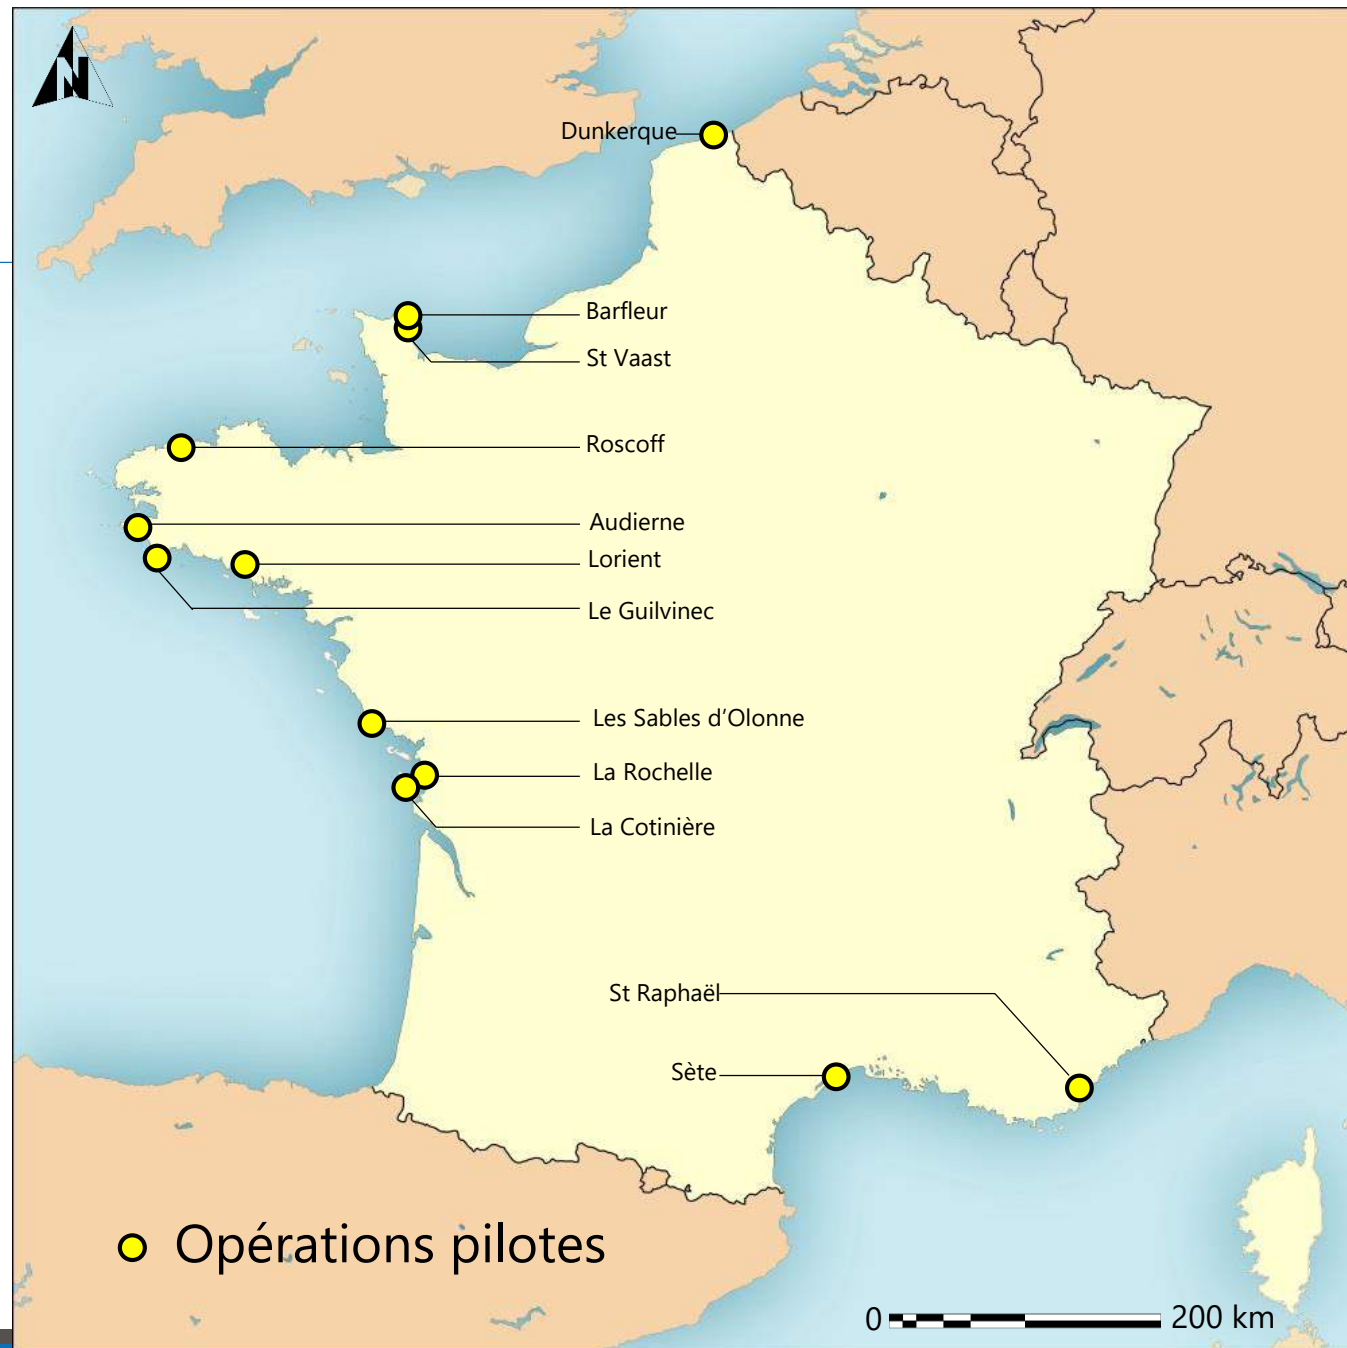 N
Dunkerque
Barfleur
St Vaast
Roscoff
Audierne
Lorient
Le Guilvinec
Les Sables d’Olonne
La Rochelle
La Cotinière
St Raphaël
Sète
Opérations pilotes
0 200 km